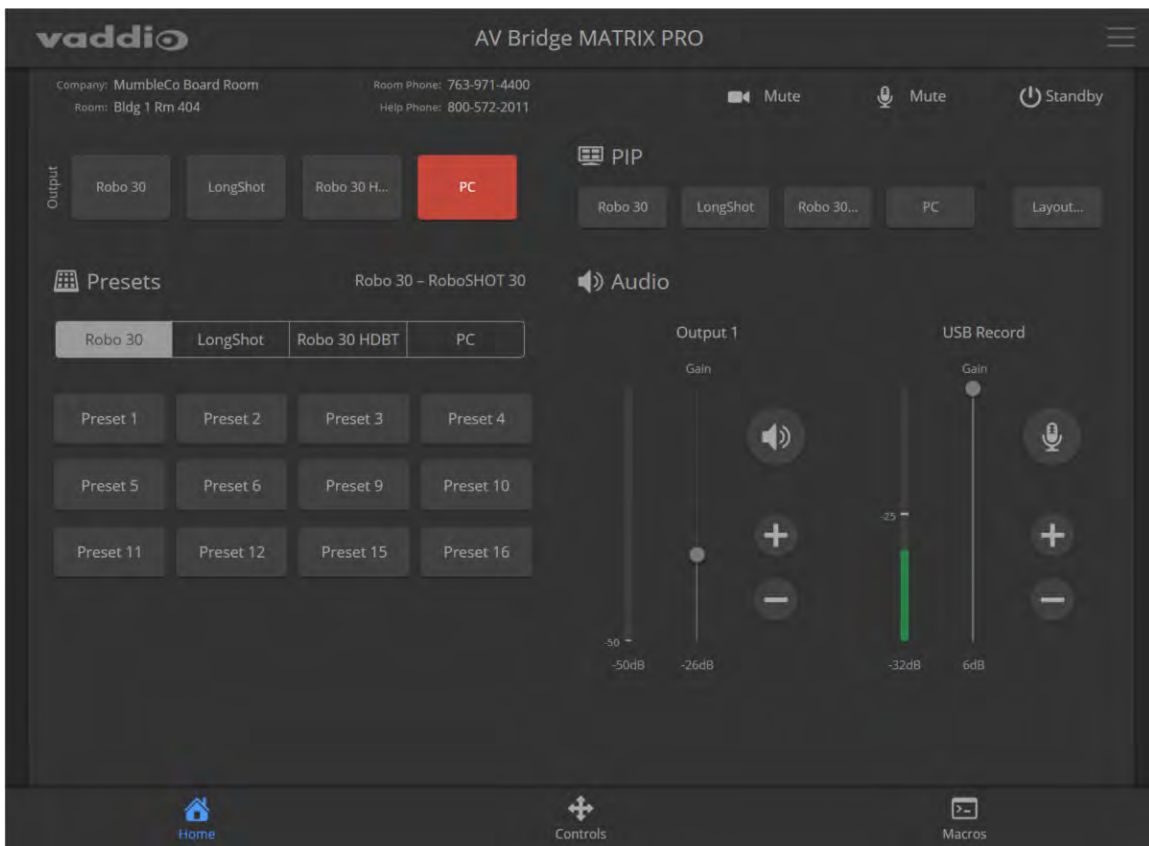 vaddio
AV Bridge MATRIX PRO
Company: MumbleCo Board Room
Room: Bldg 1 Rm 404
Room Phone: 763-971-4400
Help Phone: 800-572-2011
Mute
Mute
Standby
Output
Robo 30
LongShot
Robo 30 H...
PC
PIP
Robo 30
LongShot
Robo 30...
PC
Layout...
Presets
Robo 30 – RoboSHOT 30
Robo 30
LongShot
Robo 30 HDBT
PC
Preset 1
Preset 2
Preset 3
Preset 4
Preset 5
Preset 6
Preset 9
Preset 10
Preset 11
Preset 12
Preset 15
Preset 16
Audio
Output 1
Gain
-50
-50dB
-26dB
USB Record
Gain
-25
-32dB
6dB
Home
Controls
Macros